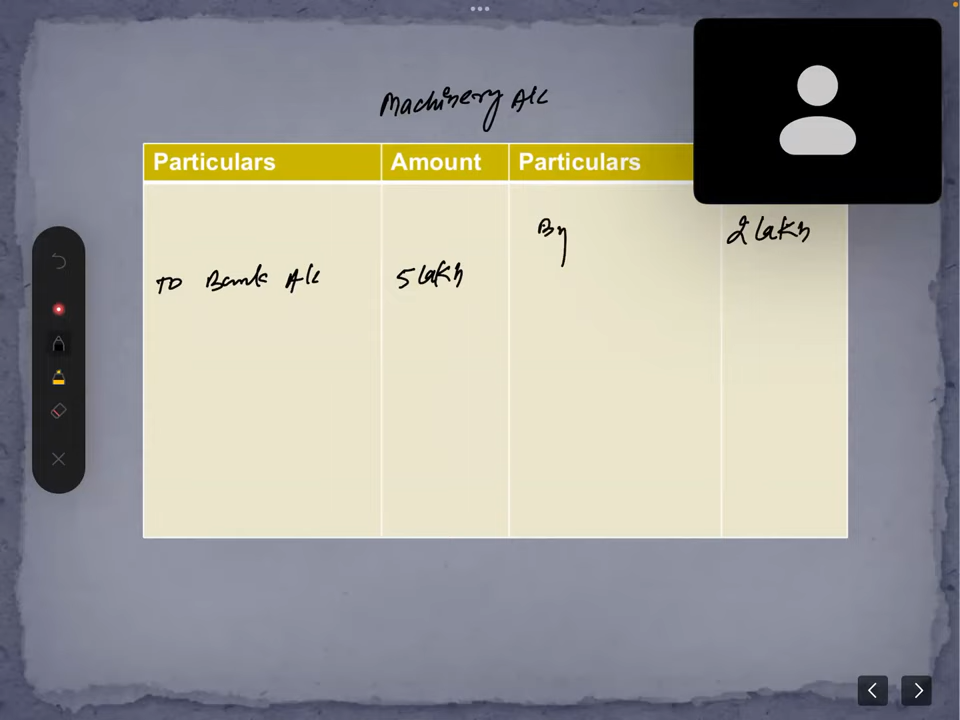 Machinery A/c
Particulars Amount Particulars
By 2 lakh
To Bank A/c 5 lakh